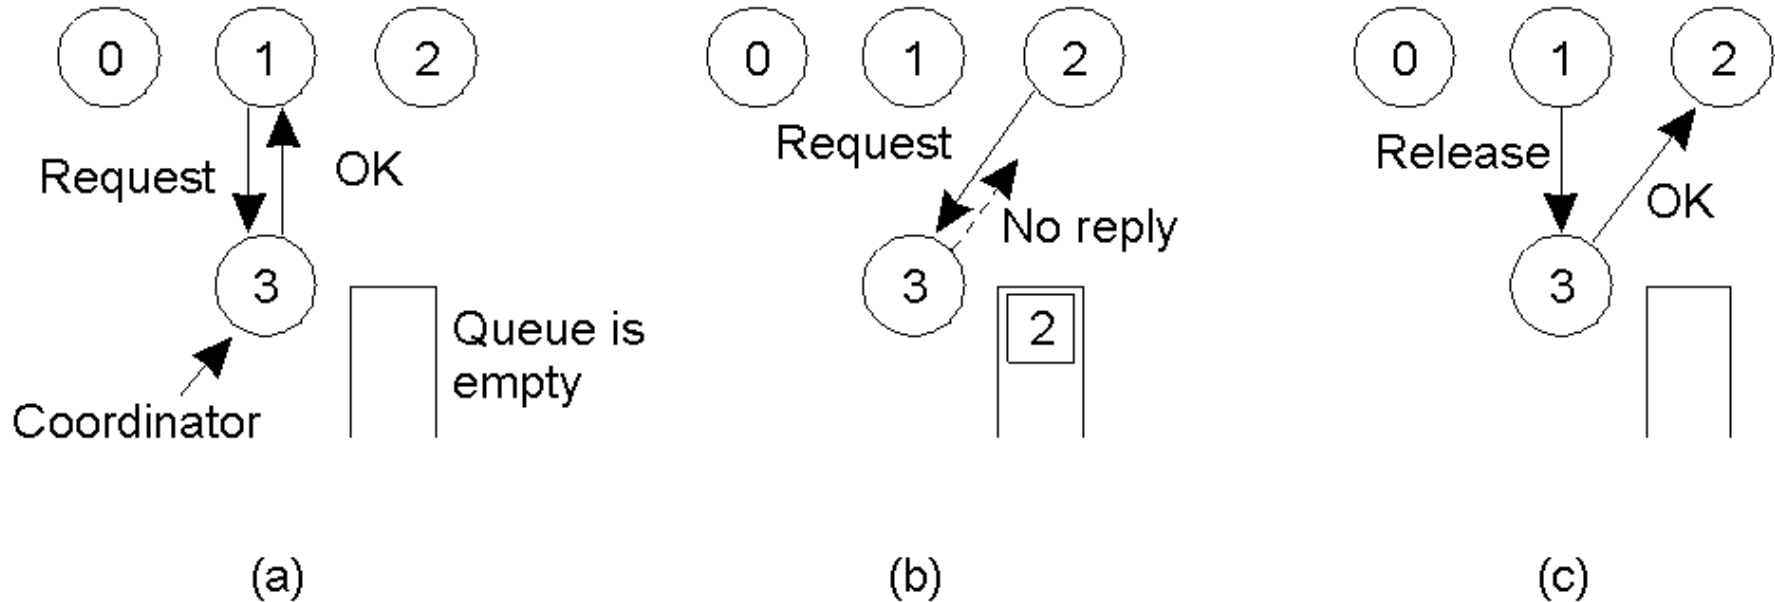 0 1 2
Request OK
3
Queue is
empty
Coordinator
(a)
0 1 2
Request
No reply
3
2
(b)
0 1 2
Release
OK
3
(c)